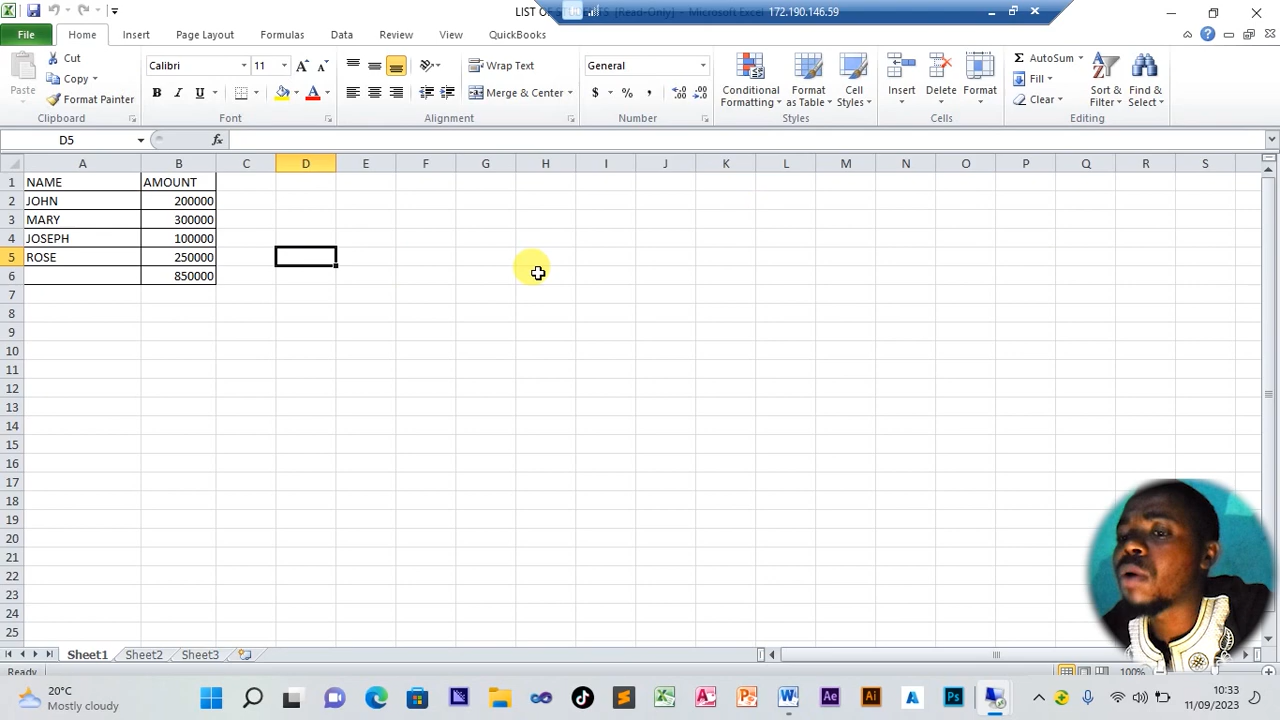 LIST OF STUDENTS [Read-Only] - Microsoft Excel
172.190.146.59
File Home Insert Page Layout Formulas Data Review View QuickBooks
Cut
Copy
Format Painter
Paste
Clipboard
Calibri 11
B I U
Font
Wrap Text
Merge & Center
Alignment
General
$ % ,
Number
Conditional Formatting
Format as Table
Cell Styles
Styles
Insert Delete Format
Cells
AutoSum
Fill
Clear
Sort & Filter
Find & Select
Editing
D5 fx
A B C D E F G H I J K L M N O P Q R S
1 NAME AMOUNT
2 JOHN 200000
3 MARY 300000
4 JOSEPH 100000
5 ROSE 250000
6 850000
7
8
9
10
11
12
13
14
15
16
17
18
19
20
21
22
23
24
25
Sheet1 Sheet2 Sheet3
Ready 100%
20°C
Mostly cloudy
Ae Ai A Ps
10:33
11/09/2023